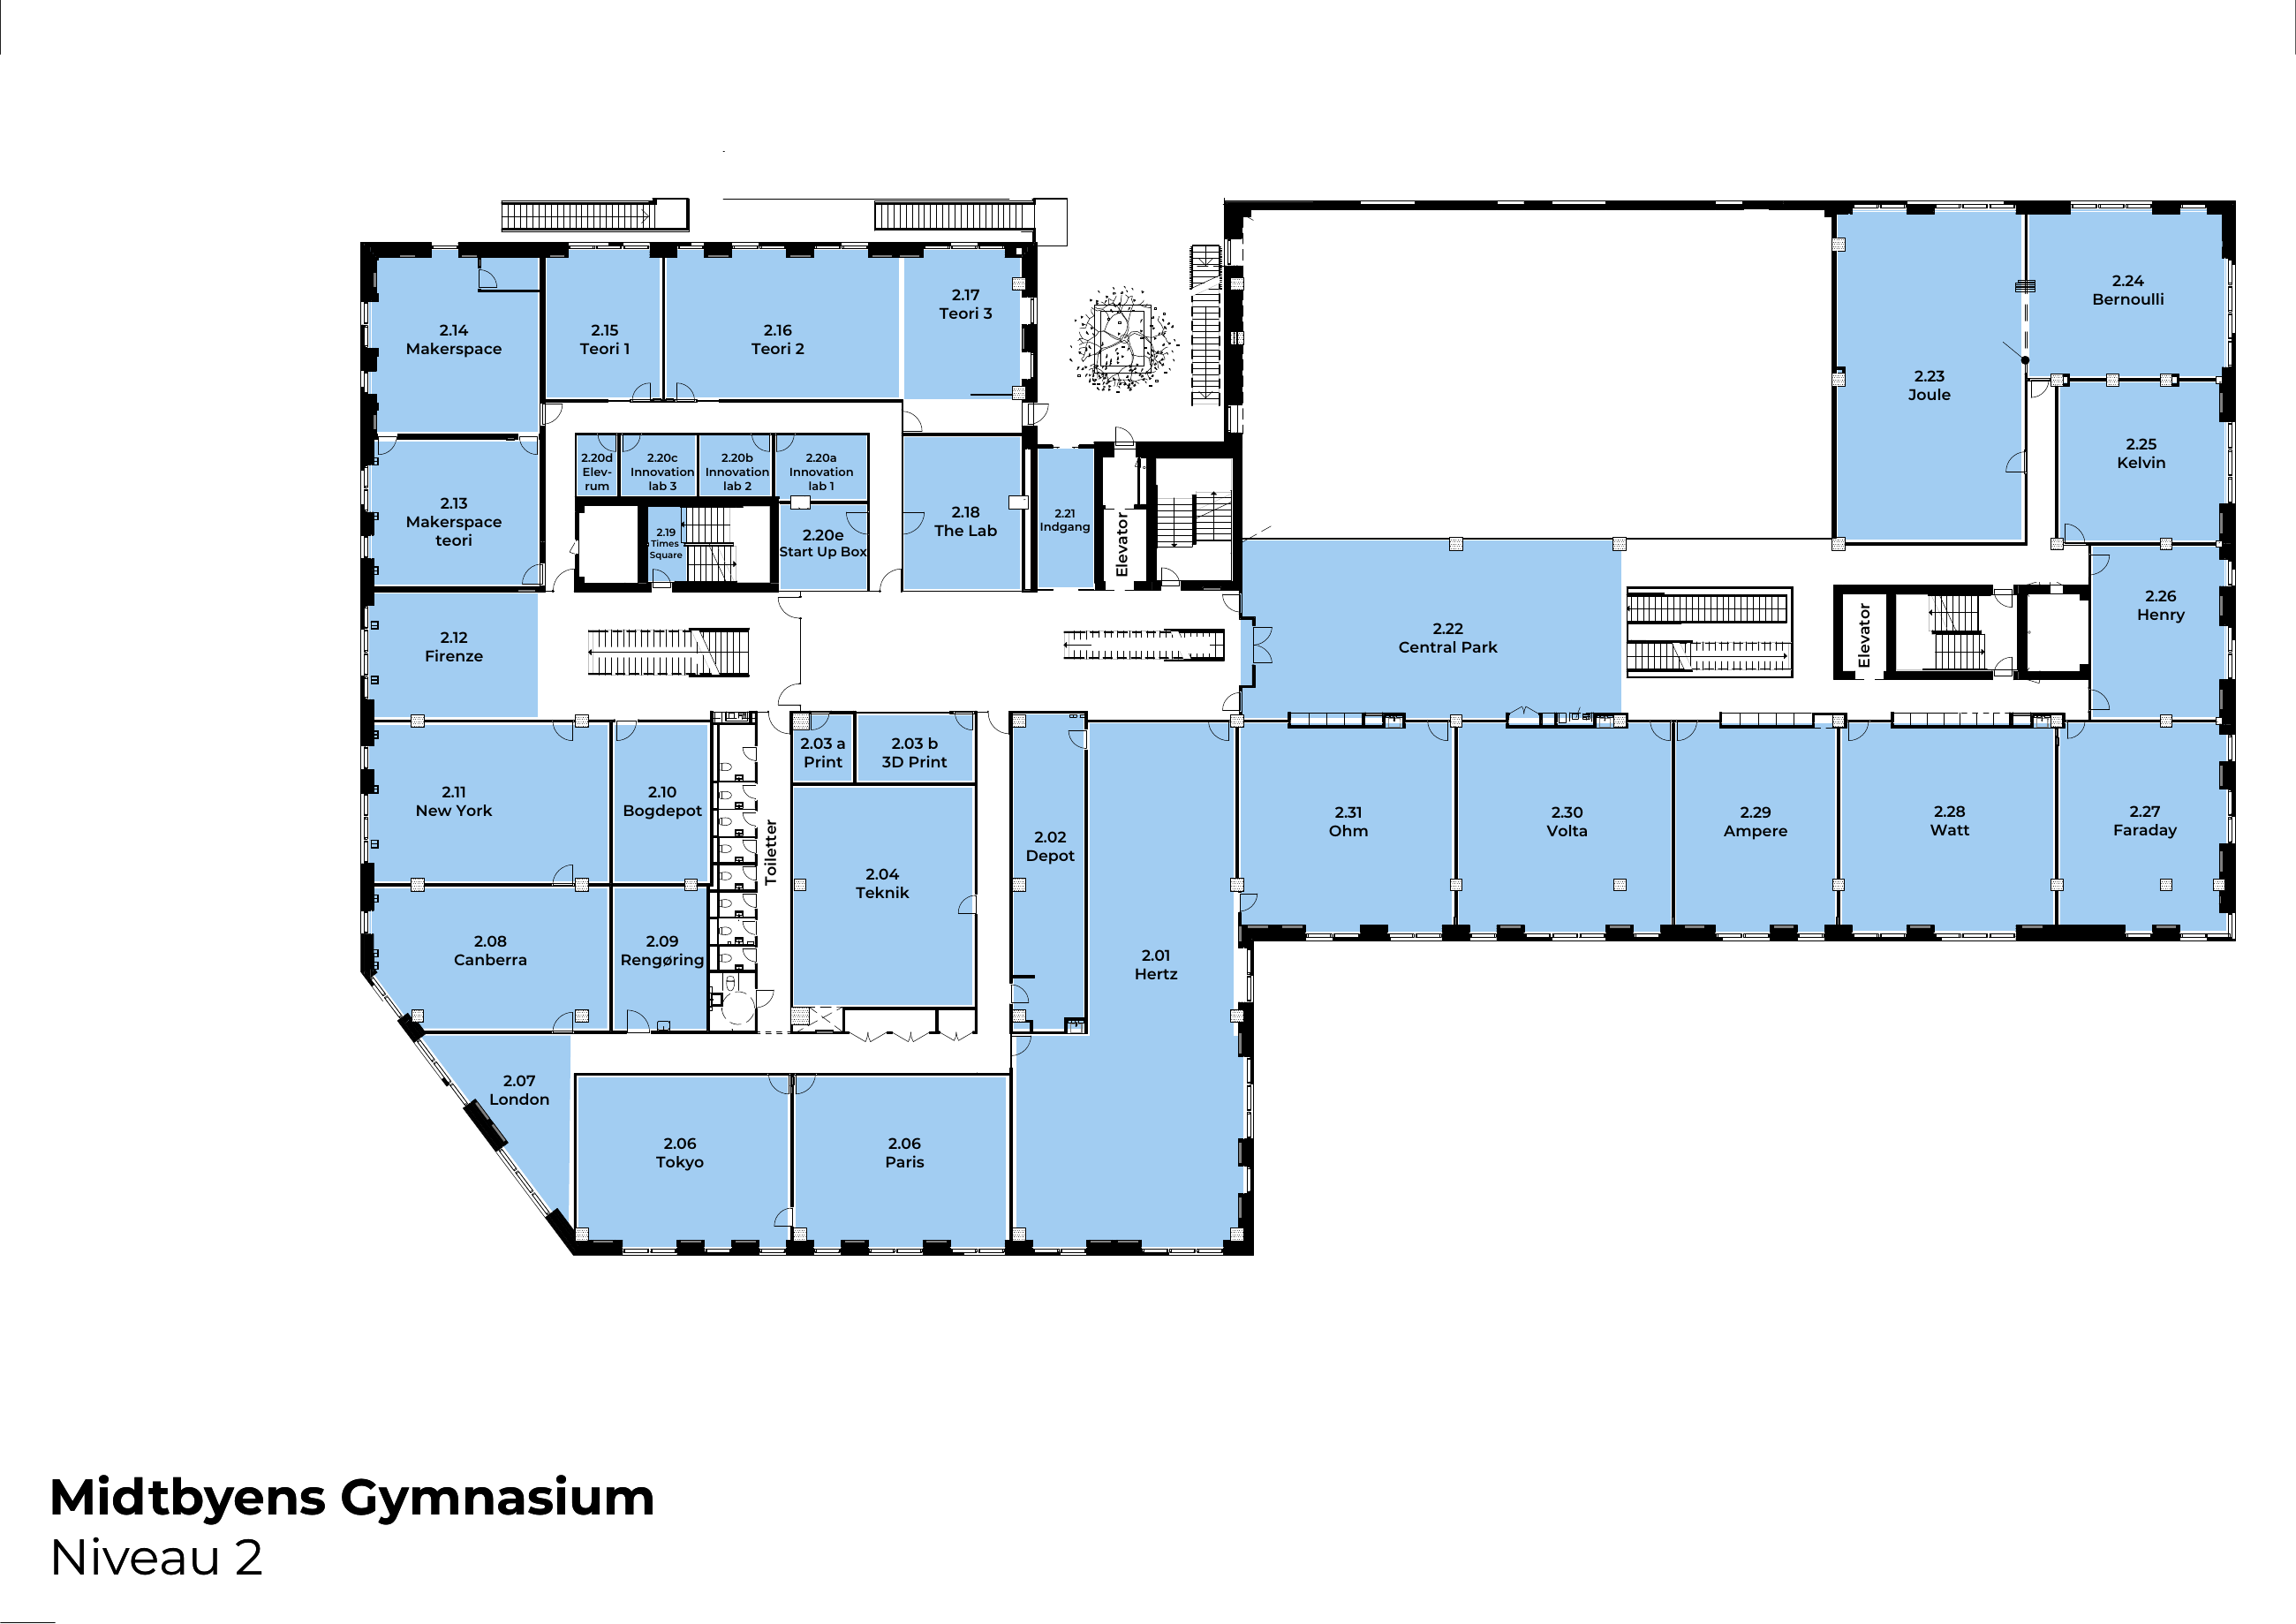 2.17
Teori 3
2.24
Bernoulli
2.14
Makerspace
2.15
Teori 1
2.16
Teori 2
2.23
Joule
2.25
Kelvin
2.20d
Elev-
rum
2.20c
Innovation
lab 3
2.20b
Innovation
lab 2
2.20a
Innovation
lab 1
2.13
Makerspace
teori
2.19
Times
Square
2.20e
Start Up Box
2.18
The Lab
2.21
Indgang
Elevator
2.12
Firenze
2.22
Central Park
Elevator
2.26
Henry
2.03 a
Print
2.03 b
3D Print
2.11
New York
2.10
Bogdepot
Toiletter
2.04
Teknik
2.02
Depot
2.31
Ohm
2.30
Volta
2.29
Ampere
2.28
Watt
2.27
Faraday
2.08
Canberra
2.09
Rengøring
2.01
Hertz
2.07
London
2.06
Tokyo
2.06
Paris
Midtbyens Gymnasium
Niveau 2